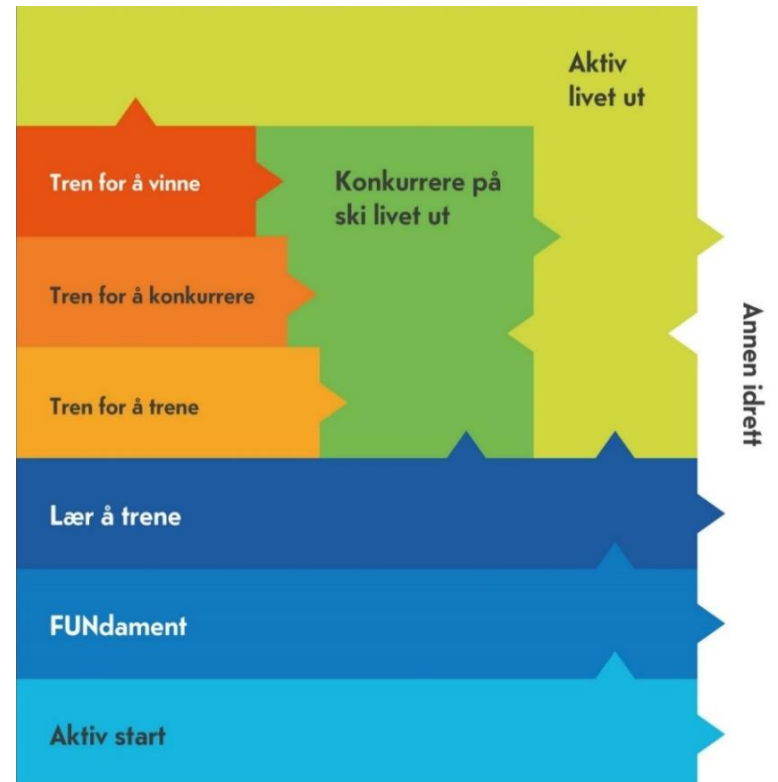 Aktiv
livet ut
Tren for å vinne
Konkurrere på
ski livet ut
Tren for å konkurrere
Annen idrett
Tren for å trene
Lær å trene
FUNdament
Aktiv start